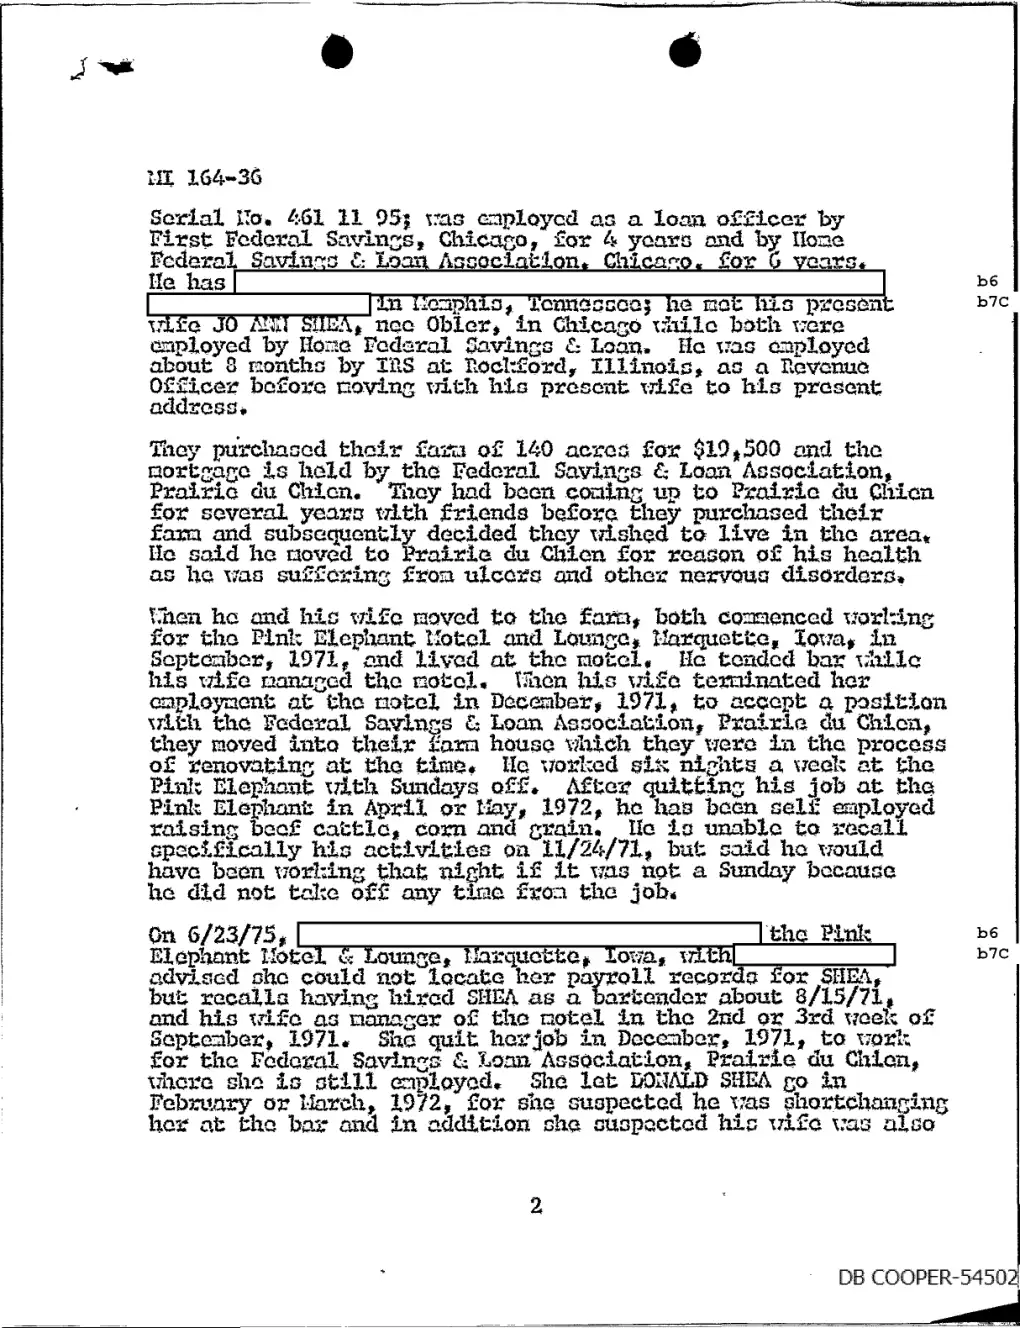 MI 164-36
Serial No. 461 11 95; was employed as a loan officer by
First Federal Savings, Chicago, for 4 years and by Home
Federal Savings & Loan Association, Chicago, for 6 years.
He has
b6
in Memphis, Tennessee; he met his present
b7C
wife JO ANN SHEA, nee Obler, in Chicago while both were
employed by Home Federal Savings & Loan. He was employed
about 8 months by IRS at Rockford, Illinois, as a Revenue
Officer before moving with his present wife to his present
address.
They purchased their farm of 140 acres for $19,500 and the
mortgage is held by the Federal Savings & Loan Association,
Prairie du Chien. They had been coming up to Prairie du Chien
for several years with friends before they purchased their
farm and subsequently decided they wished to live in the area.
He said he moved to Prairie du Chien for reason of his health
as he was suffering from ulcers and other nervous disorders.
When he and his wife moved to the farm, both commenced working
for the Pink Elephant Motel and Lounge, Marquette, Iowa, in
September, 1971, and lived at the motel. He tended bar while
his wife managed the motel. When his wife terminated her
employment at the motel in December, 1971, to accept a position
with the Federal Savings & Loan Association, Prairie du Chien,
they moved into their farm house which they were in the process
of renovating at the time. He worked six nights a week at the
Pink Elephant with Sundays off. After quitting his job at the
Pink Elephant in April or May, 1972, he has been self employed
raising beef cattle, corn and grain. He is unable to recall
specifically his activities on 11/24/71, but said he would
have been working that night if it was not a Sunday because
he did not take off any time from the job.
On 6/23/75, the Pink
b6
Elephant Motel & Lounge, Marquette, Iowa, with
b7C
advised she could not locate her payroll records for SHEA,
but recalls having hired SHEA as a bartender about 8/15/71,
and his wife as manager of the motel in the 2nd or 3rd week of
September, 1971. She quit her job in December, 1971, to work
for the Federal Savings & Loan Association, Prairie du Chien,
where she is still employed. She let DONALD SHEA go in
February or March, 1972, for she suspected he was shortchanging
her at the bar and in addition she suspected his wife was also
2
DB COOPER-54502